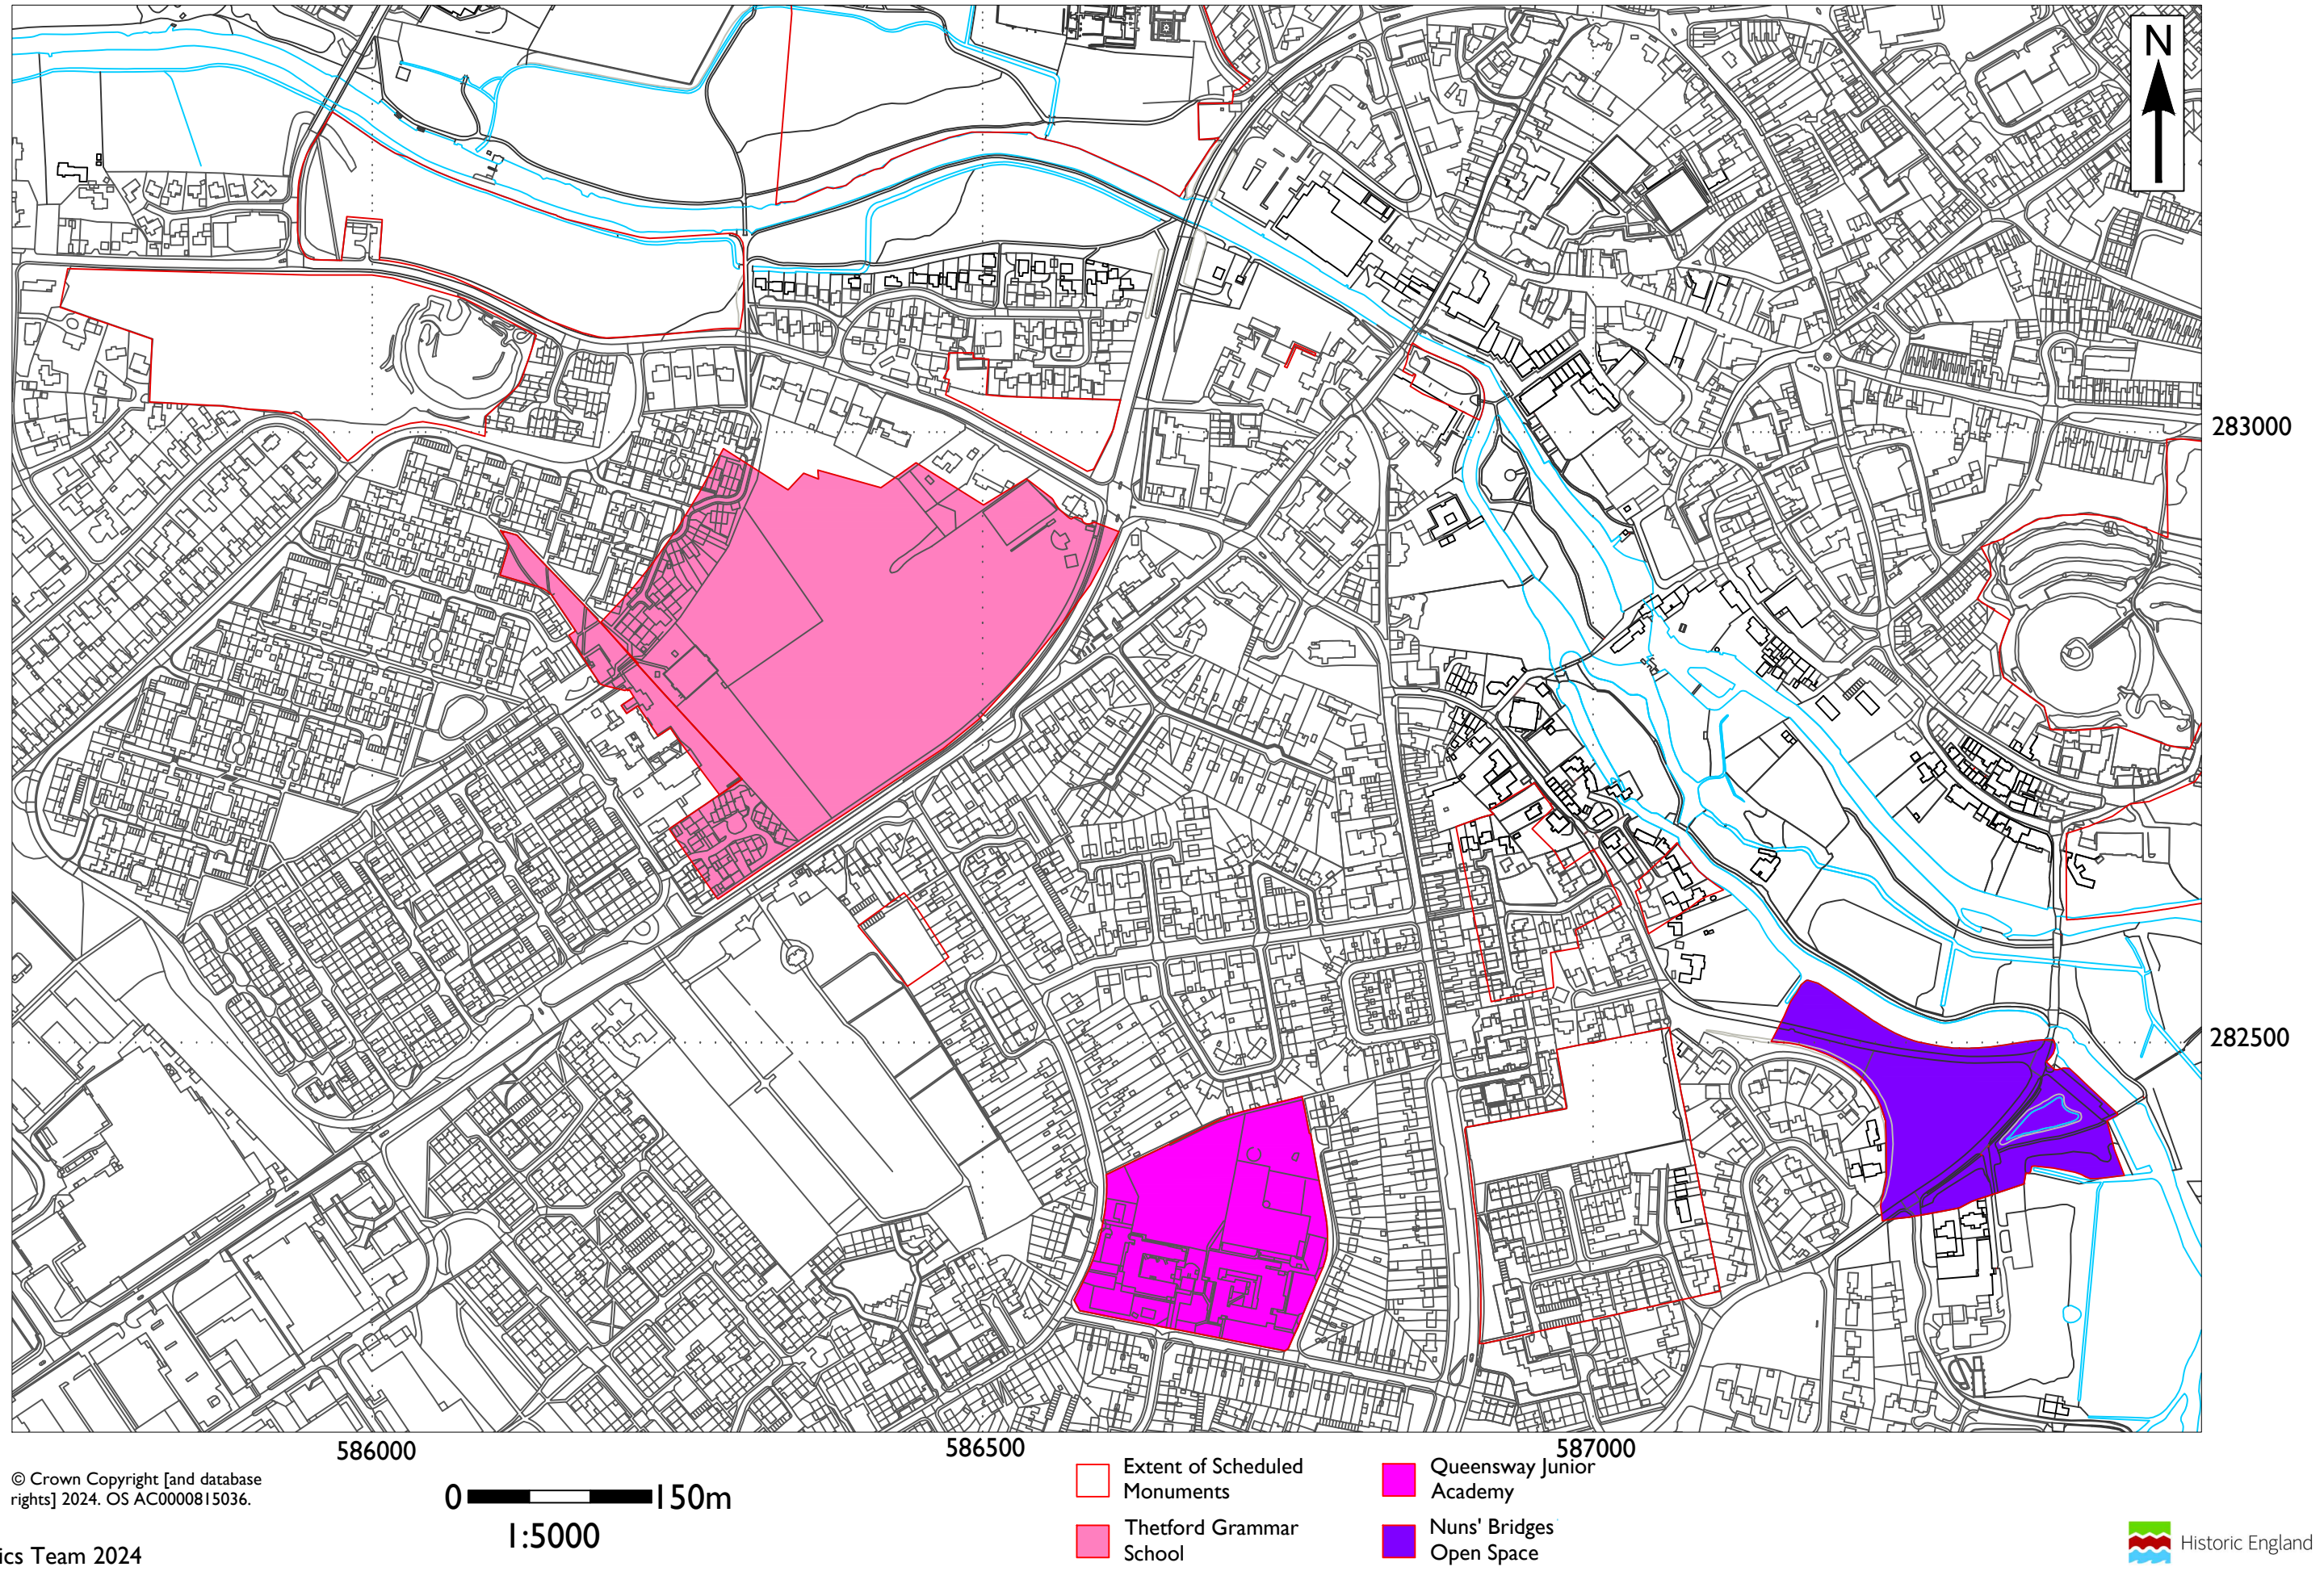 N
283000
282500
586000
586500
587000
© Crown Copyright [and database
rights] 2024. OS AC0000815036.
0 150m
1:5000
Extent of Scheduled
Monuments
Thetford Grammar
School
Queensway Junior
Academy
Nuns' Bridges
Open Space
ics Team 2024
Historic England